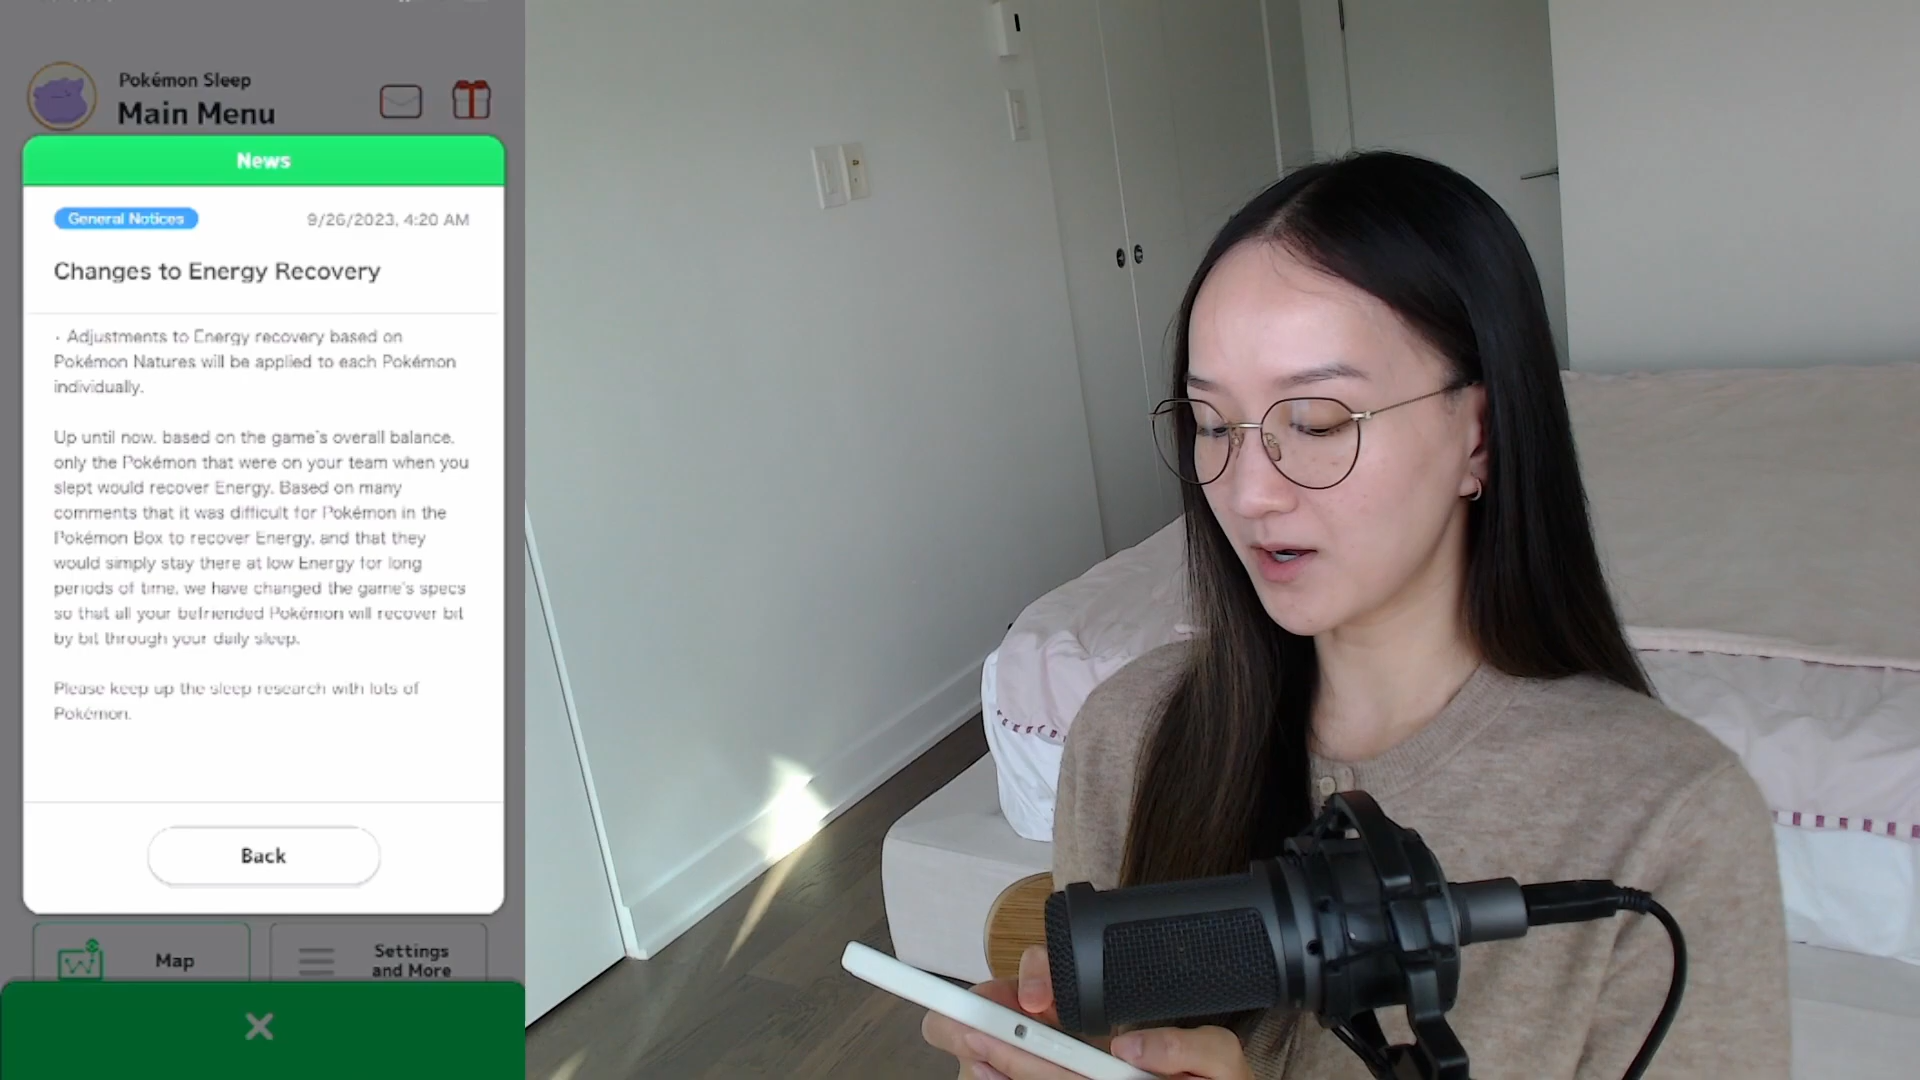 Pokémon Sleep
Main Menu
News
General Notices
9/26/2023, 4:20 AM
Changes to Energy Recovery
· Adjustments to Energy recovery based on
Pokémon Natures will be applied to each Pokémon
individually.
Up until now, based on the game's overall balance,
only the Pokémon that were on your team when you
slept would recover Energy. Based on many
comments that it was difficult for Pokémon in the
Pokémon Box to recover Energy, and that they
would simply stay there at low Energy for long
periods of time, we have changed the game's specs
so that all your befriended Pokémon will recover bit
by bit through your daily sleep.
Please keep up the sleep research with lots of
Pokémon.
Back
Map
Settings
and More